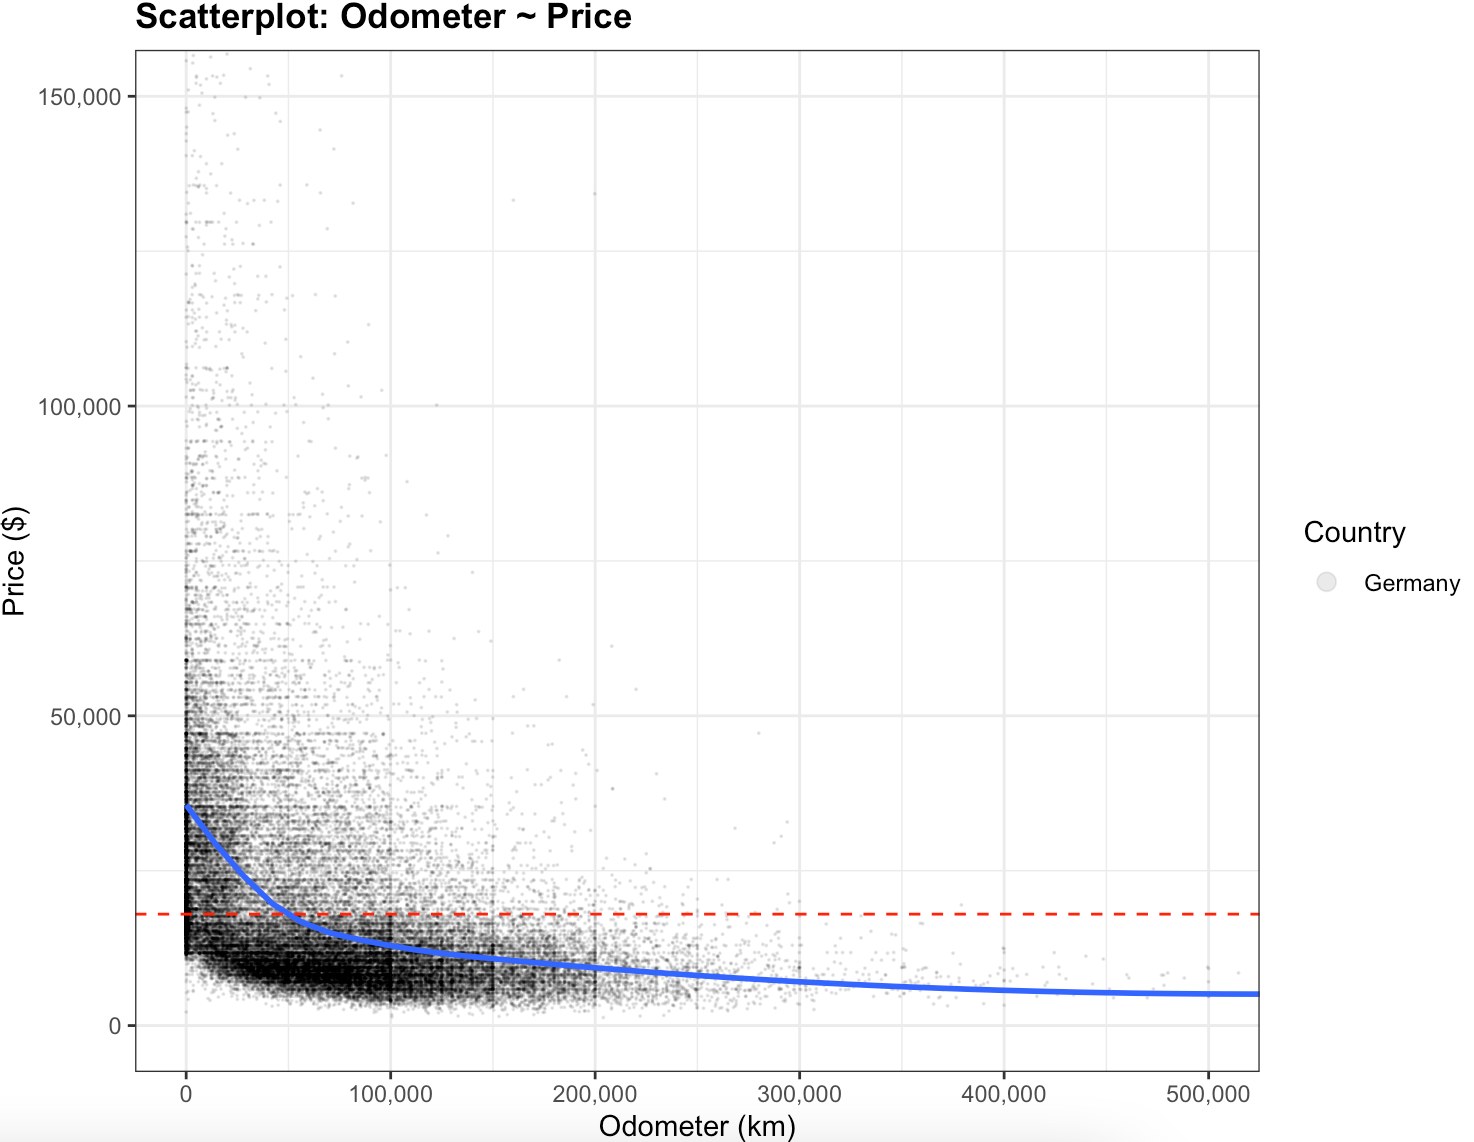 Scatterplot: Odometer ~ Price
150,000
100,000
50,000
0
Price ($)
0
100,000
200,000
300,000
400,000
500,000
Odometer (km)
Country
Germany